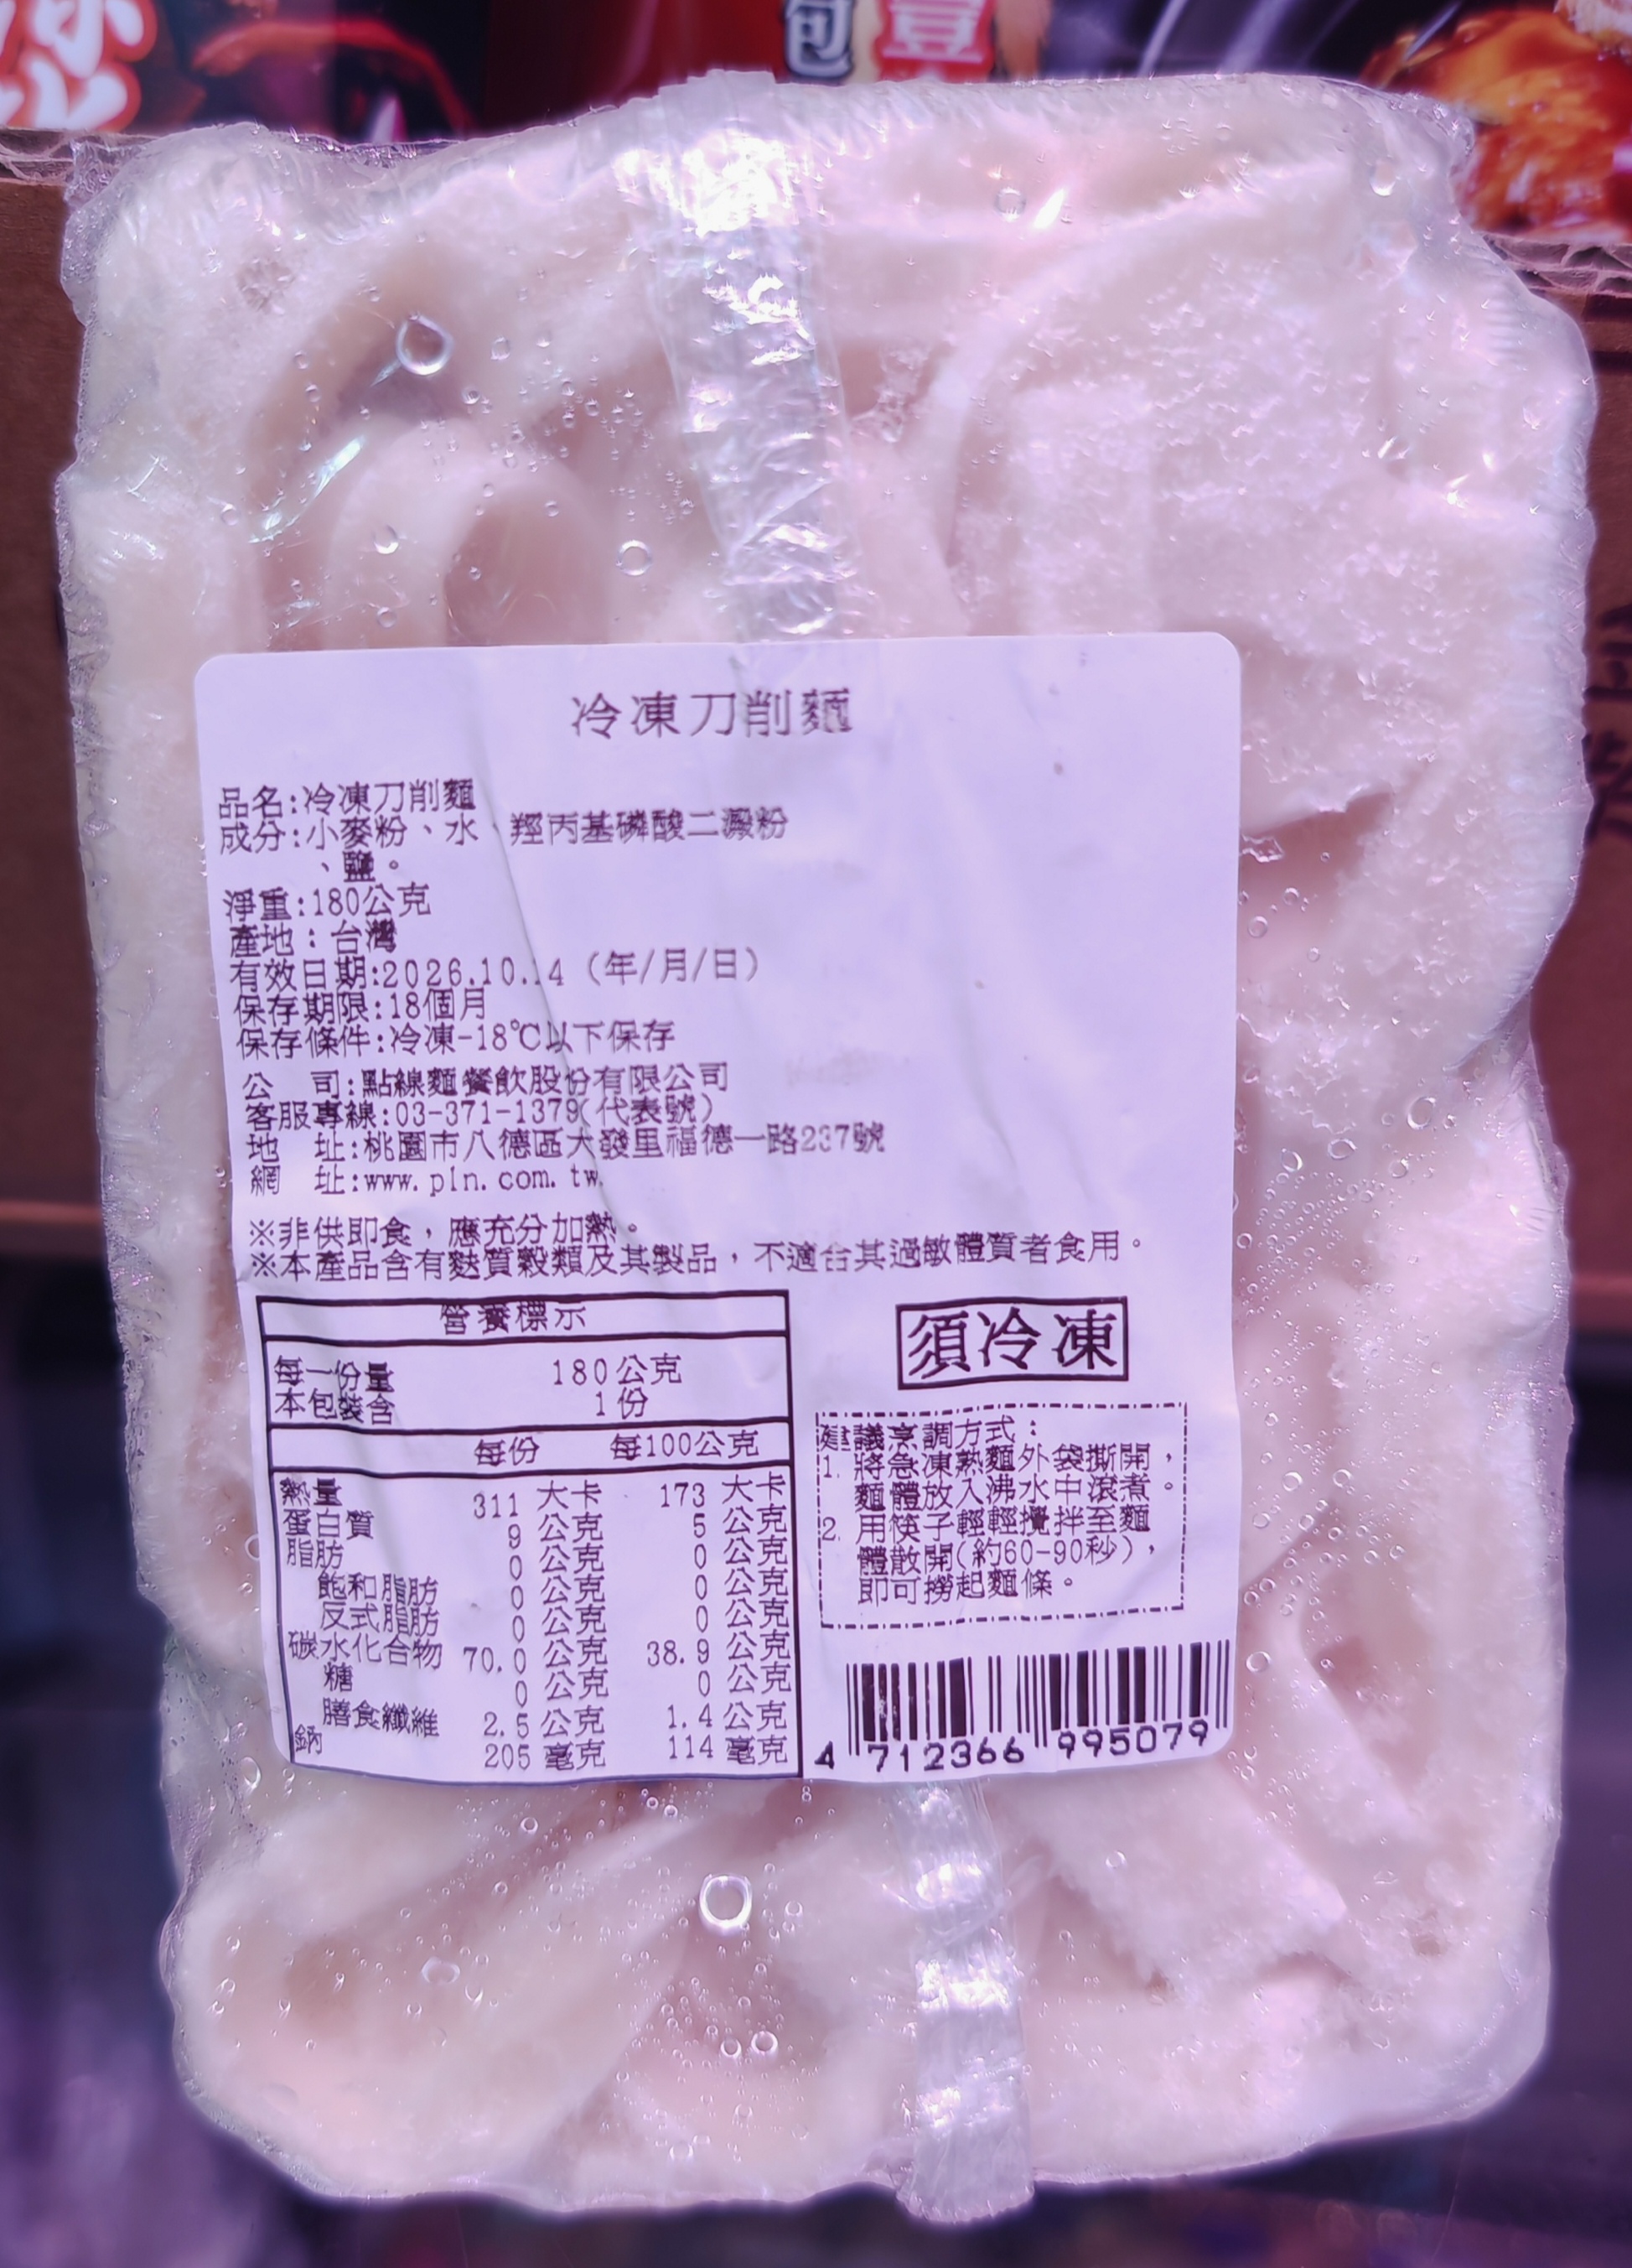 包 壹
冷凍刀削麵
品名:冷凍刀削麵
成分:小麥粉、水、羥丙基磷酸二澱粉
、鹽。
淨重:180公克
產地:台灣
有效日期:2026.10.14 (年/月/日)
保存期限:18個月
保存條件:冷凍-18℃以下保存
公 司:點線麵餐飲股份有限公司
客服專線:03-371-1379(代表號)
地 址:桃園市八德區大發里福德一路237號
網 址:www.pln.com.tw
※非供即食，應充分加熱。
※本產品含有麩質穀類及其製品，不適合其過敏體質者食用。
營養標示
每一份量 180公克
本包裝含 1份
每份 每100公克
熱量 311 大卡 173 大卡
蛋白質 9 公克 5 公克
脂肪 0 公克 0 公克
飽和脂肪 0 公克 0 公克
反式脂肪 0 公克 0 公克
碳水化合物 70.0 公克 38.9 公克
糖 0 公克 0 公克
膳食纖維 2.5 公克 1.4 公克
鈉 205 毫克 114 毫克
須冷凍
建議烹調方式:
1. 將急凍熟麵外袋撕開，
麵體放入沸水中滾煮。
2. 用筷子輕輕攪拌至麵
體散開(約60-90秒)，
即可撈起麵條。
4 712366 995079